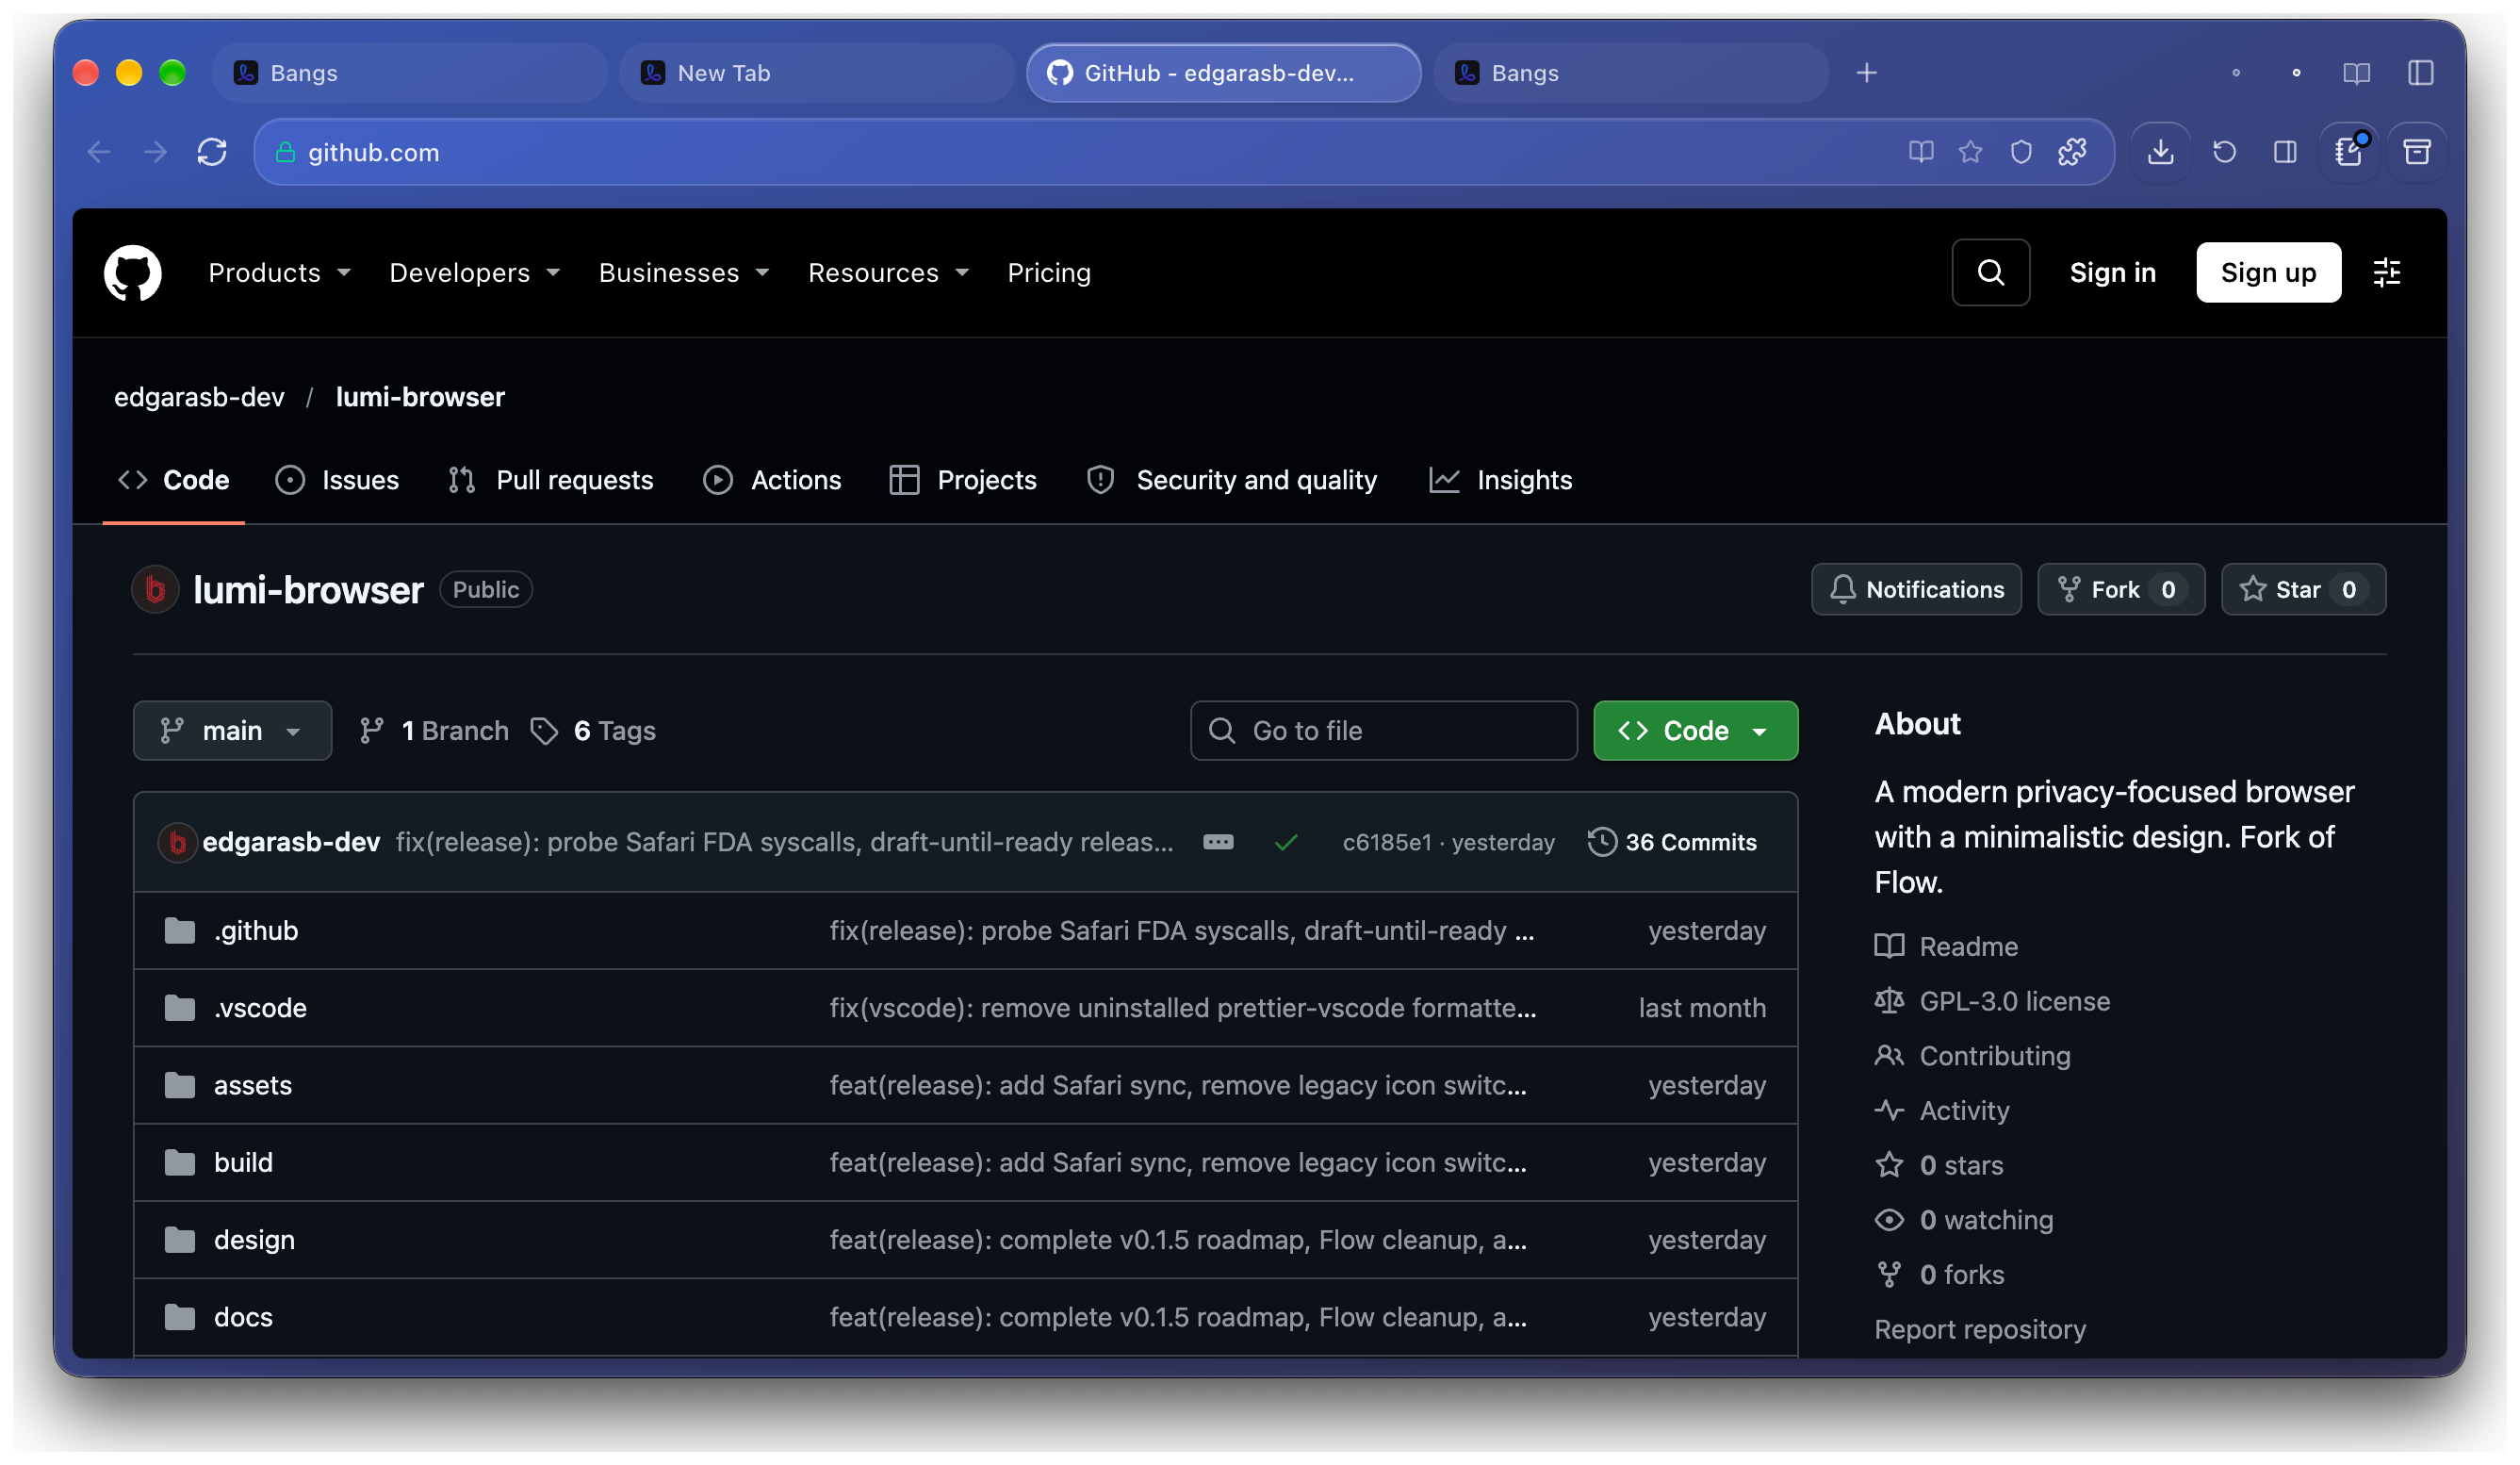 Bangs
New Tab
GitHub - edgarasb-dev...
Bangs
github.com
Products
Developers
Businesses
Resources
Pricing
Sign in
Sign up
edgarasb-dev / lumi-browser
Code
Issues
Pull requests
Actions
Projects
Security and quality
Insights
lumi-browser Public
Notifications
Fork 0
Star 0
main
1 Branch
6 Tags
Go to file
Code
edgarasb-dev fix(release): probe Safari FDA syscalls, draft-until-ready releas... c6185e1 · yesterday 36 Commits
.github fix(release): probe Safari FDA syscalls, draft-until-ready ... yesterday
.vscode fix(vscode): remove uninstalled prettier-vscode formatte... last month
assets feat(release): add Safari sync, remove legacy icon switc... yesterday
build feat(release): add Safari sync, remove legacy icon switc... yesterday
design feat(release): complete v0.1.5 roadmap, Flow cleanup, a... yesterday
docs feat(release): complete v0.1.5 roadmap, Flow cleanup, a... yesterday
About
A modern privacy-focused browser
with a minimalistic design. Fork of
Flow.
Readme
GPL-3.0 license
Contributing
Activity
0 stars
0 watching
0 forks
Report repository